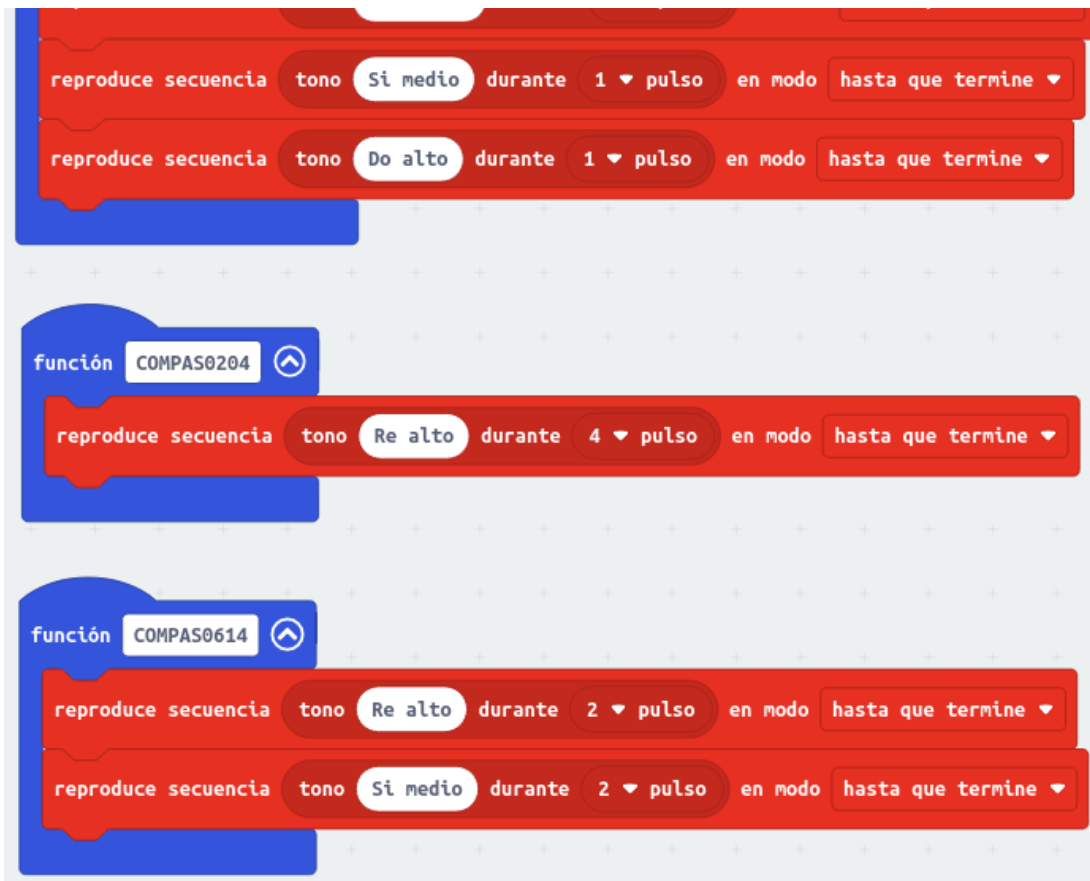 reproduce secuencia tono Si medio durante 1 pulso en modo hasta que termine
reproduce secuencia tono Do alto durante 1 pulso en modo hasta que termine
función COMPAS0204
reproduce secuencia tono Re alto durante 4 pulso en modo hasta que termine
función COMPAS0614
reproduce secuencia tono Re alto durante 2 pulso en modo hasta que termine
reproduce secuencia tono Si medio durante 2 pulso en modo hasta que termine